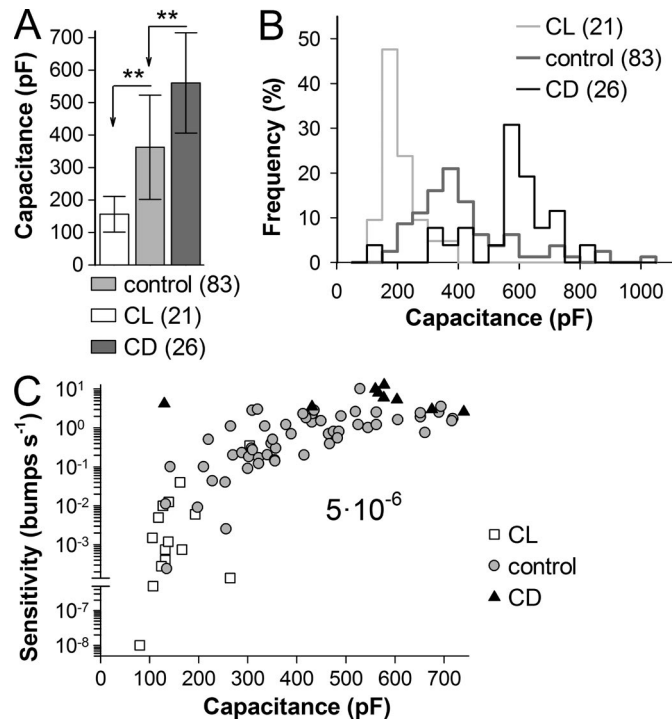 A
Capacitance (pF)
700
600
500
400
300
200
100
0
**
**
control (83)
CL (21)
CD (26)
B
Frequency (%)
50
40
30
20
10
0
CL (21)
control (83)
CD (26)
0 200 400 600 800 1000
Capacitance (pF)
C
Sensitivity (bumps s⁻¹)
10¹
10⁰
10⁻¹
10⁻²
10⁻³
10⁻⁷
10⁻⁸
5·10⁻⁶
CL
control
CD
0 100 200 300 400 500 600 700
Capacitance (pF)